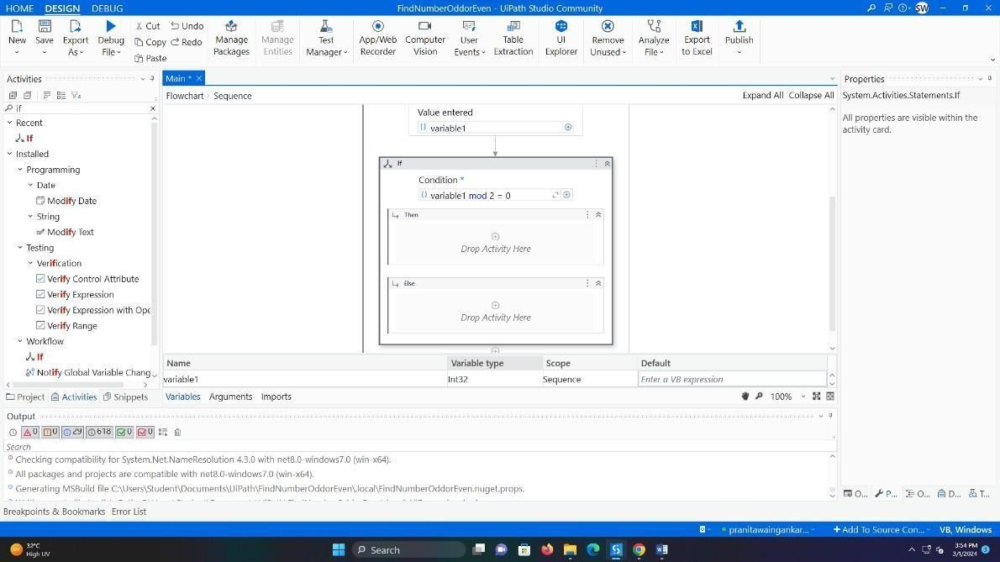 HOME DESIGN DEBUG
FindNumberOddorEven - UiPath Studio Community
SW
New
Save
Export As
Debug File
Cut
Copy
Paste
Undo
Redo
Manage Packages
Manage Entities
Test Manager
App/Web Recorder
Computer Vision
User Events
Table Extraction
UI Explorer
Remove Unused
Analyze File
Export to Excel
Publish
Activities
if
Recent
If
Installed
Programming
Date
Modify Date
String
Modify Text
Testing
Verification
Verify Control Attribute
Verify Expression
Verify Expression with Ope
Verify Range
Workflow
If
Notify Global Variable Chang
Project Activities Snippets
Main *
Flowchart Sequence
Expand All Collapse All
Value entered
variable1
If
Condition *
variable1 mod 2 = 0
Then
Drop Activity Here
Else
Drop Activity Here
Name Variable type Scope Default
variable1 Int32 Sequence Enter a VB expression
Variables Arguments Imports
100%
Properties
System.Activities.Statements.If
All properties are visible within the
activity card.
O... P... O... D... T...
Output
0 0 29 618 0 0
Search
Checking compatibility for System.Net.NameResolution 4.3.0 with net8.0-windows7.0 (win-x64).
All packages and projects are compatible with net8.0-windows7.0 (win-x64).
Generating MSBuild file C:\Users\Student\Documents\UiPath\FindNumberOddorEven\.local\FindNumberOddorEven.nuget.props.
Breakpoints & Bookmarks Error List
pranitawaingankar... Add To Source Con... VB, Windows
32°C
High UV
Search
3:54 PM
3/1/2024
3